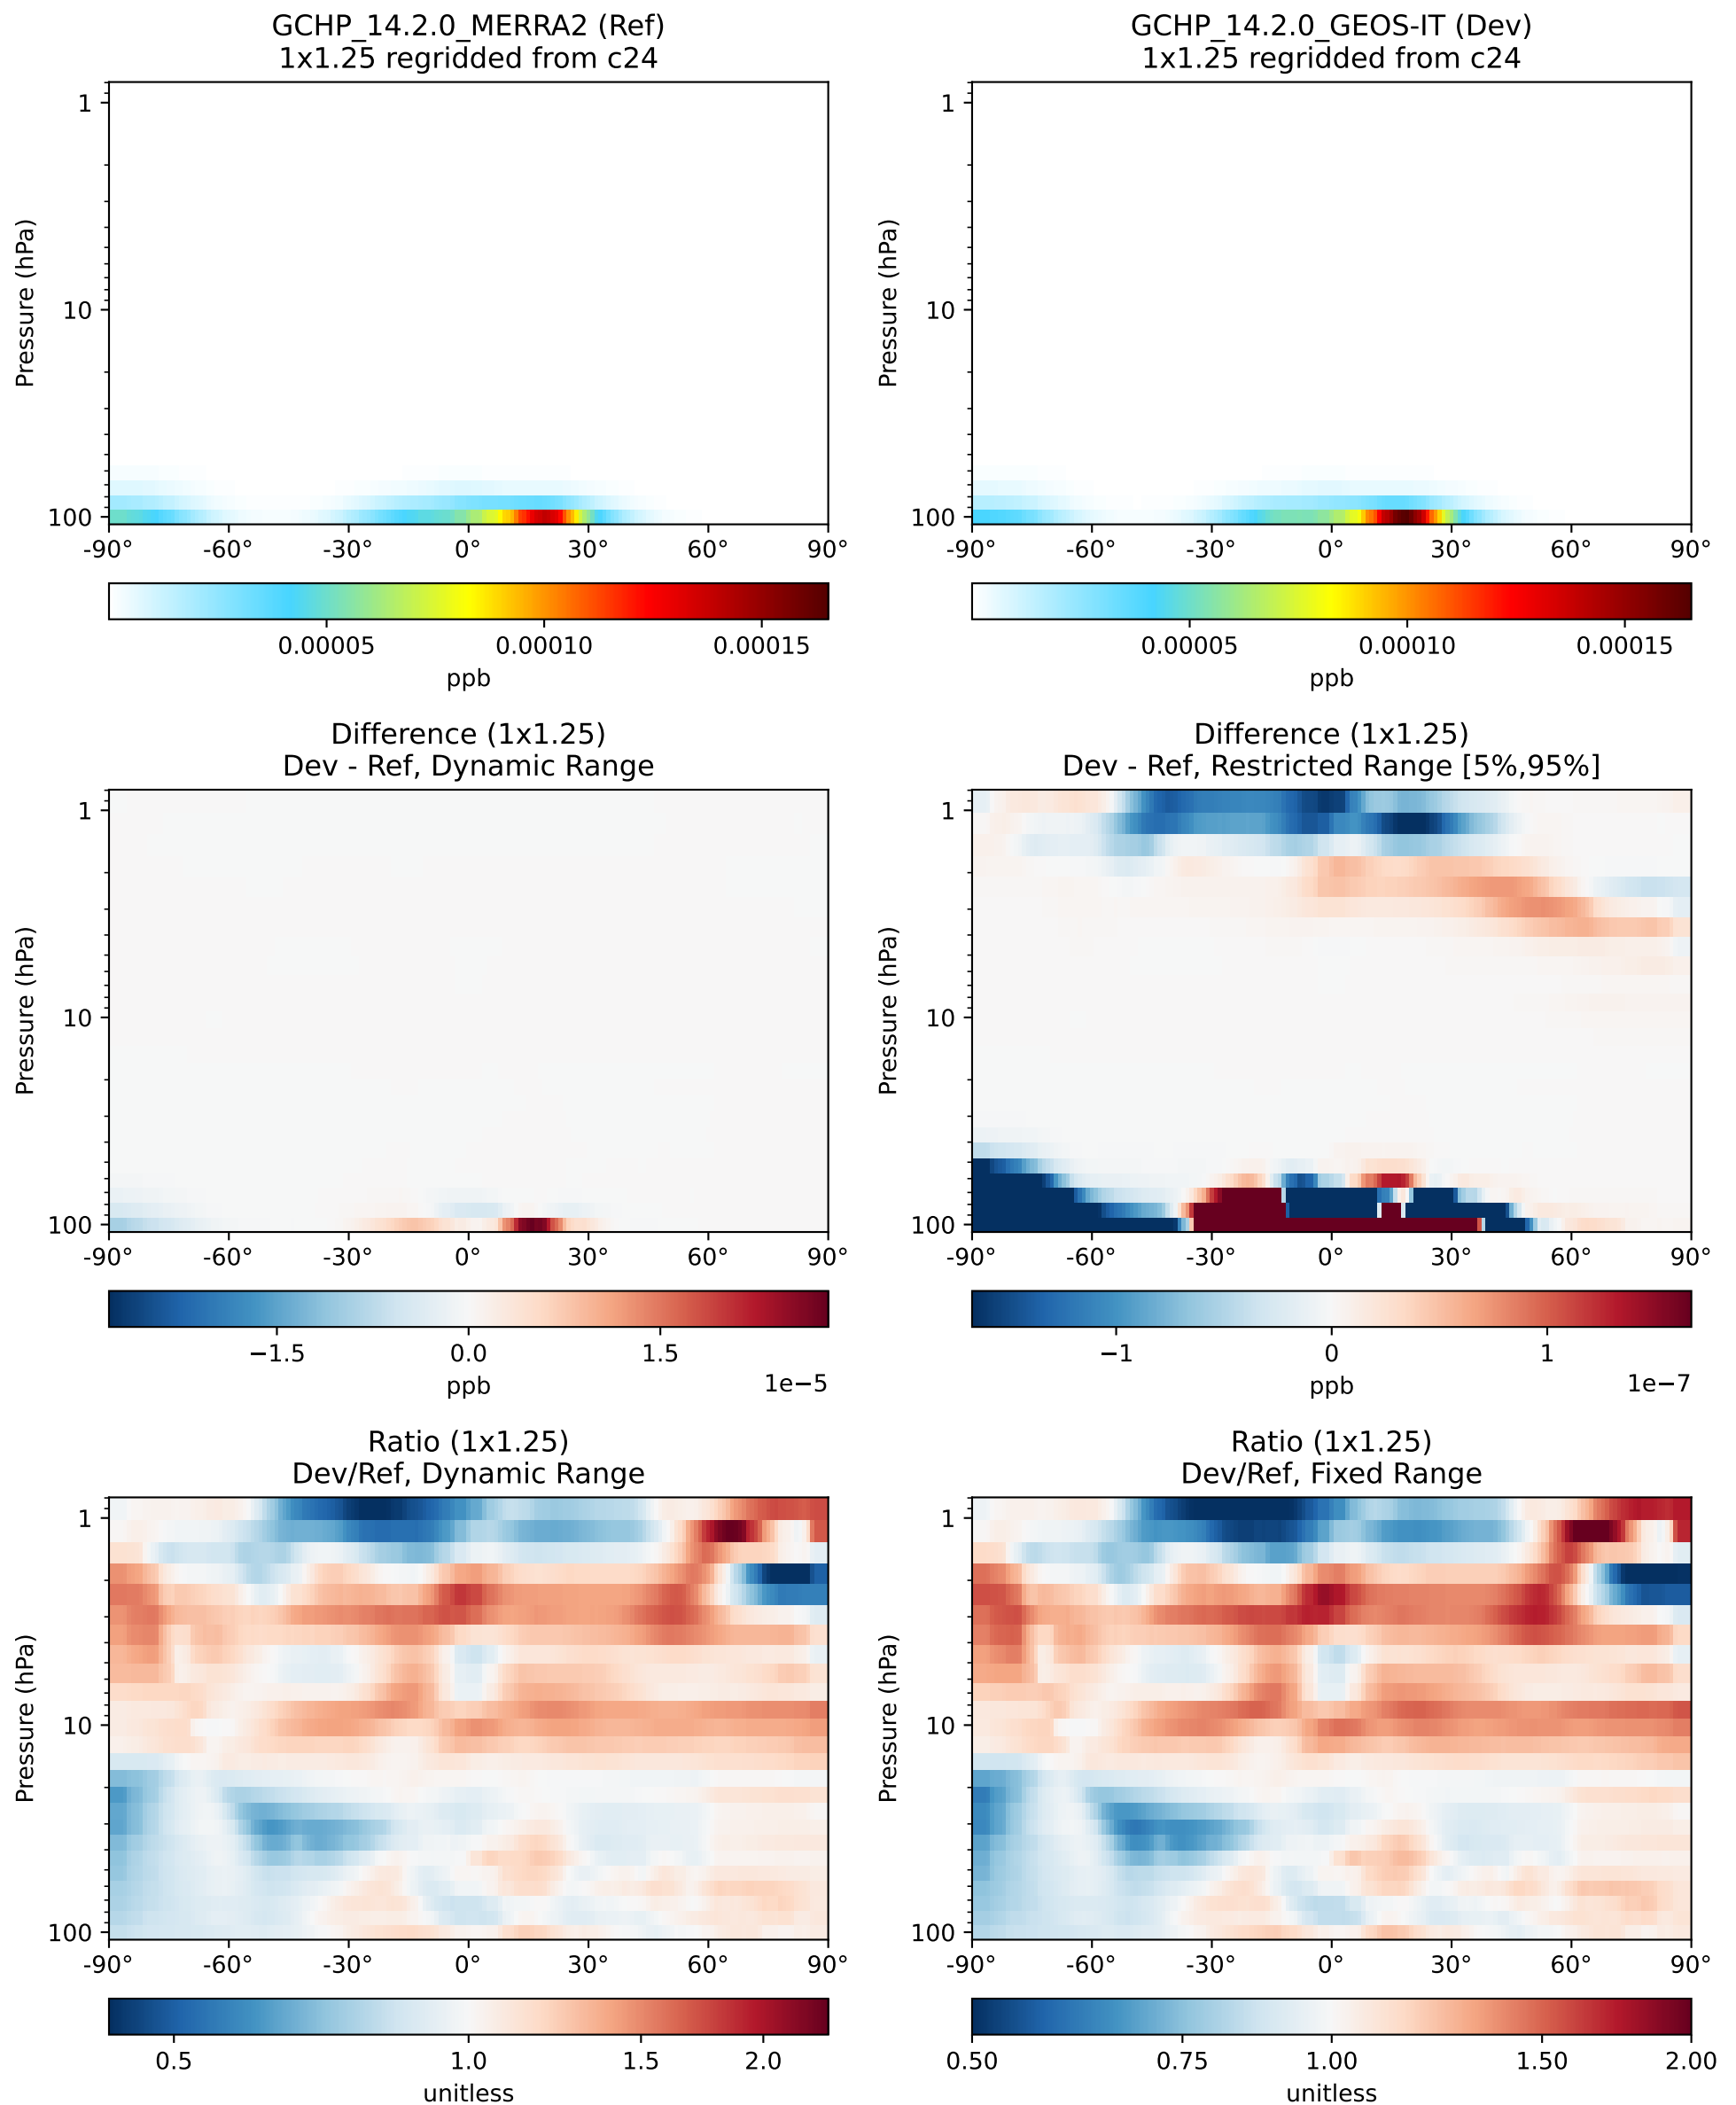 GCHP_14.2.0_MERRA2 (Ref)
1x1.25 regridded from c24
Pressure (hPa)
1
10
100
-90° -60° -30° 0° 30° 60° 90°
0.00005 0.00010 0.00015
ppb
GCHP_14.2.0_GEOS-IT (Dev)
1x1.25 regridded from c24
Pressure (hPa)
1
10
100
-90° -60° -30° 0° 30° 60° 90°
0.00005 0.00010 0.00015
ppb
Difference (1x1.25)
Dev - Ref, Dynamic Range
Pressure (hPa)
1
10
100
-90° -60° -30° 0° 30° 60° 90°
−1.5 0.0 1.5
ppb
1e−5
Difference (1x1.25)
Dev - Ref, Restricted Range [5%,95%]
Pressure (hPa)
1
10
100
-90° -60° -30° 0° 30° 60° 90°
−1 0 1
ppb
1e−7
Ratio (1x1.25)
Dev/Ref, Dynamic Range
Pressure (hPa)
1
10
100
-90° -60° -30° 0° 30° 60° 90°
0.5 1.0 1.5 2.0
unitless
Ratio (1x1.25)
Dev/Ref, Fixed Range
Pressure (hPa)
1
10
100
-90° -60° -30° 0° 30° 60° 90°
0.50 0.75 1.00 1.50 2.00
unitless